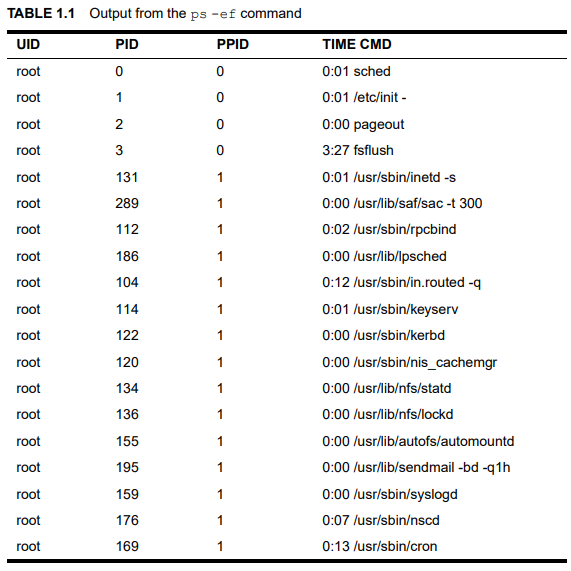 TABLE 1.1 Output from the ps -ef command
UID PID PPID TIME CMD
root 0 0 0:01 sched
root 1 0 0:01 /etc/init -
root 2 0 0:00 pageout
root 3 0 3:27 fsflush
root 131 1 0:01 /usr/sbin/inetd -s
root 289 1 0:00 /usr/lib/saf/sac -t 300
root 112 1 0:02 /usr/sbin/rpcbind
root 186 1 0:00 /usr/lib/lpsched
root 104 1 0:12 /usr/sbin/in.routed -q
root 114 1 0:01 /usr/sbin/keyserv
root 122 1 0:00 /usr/sbin/kerbd
root 120 1 0:00 /usr/sbin/nis_cachemgr
root 134 1 0:00 /usr/lib/nfs/statd
root 136 1 0:00 /usr/lib/nfs/lockd
root 155 1 0:00 /usr/lib/autofs/automountd
root 195 1 0:00 /usr/lib/sendmail -bd -q1h
root 159 1 0:00 /usr/sbin/syslogd
root 176 1 0:07 /usr/sbin/nscd
root 169 1 0:13 /usr/sbin/cron